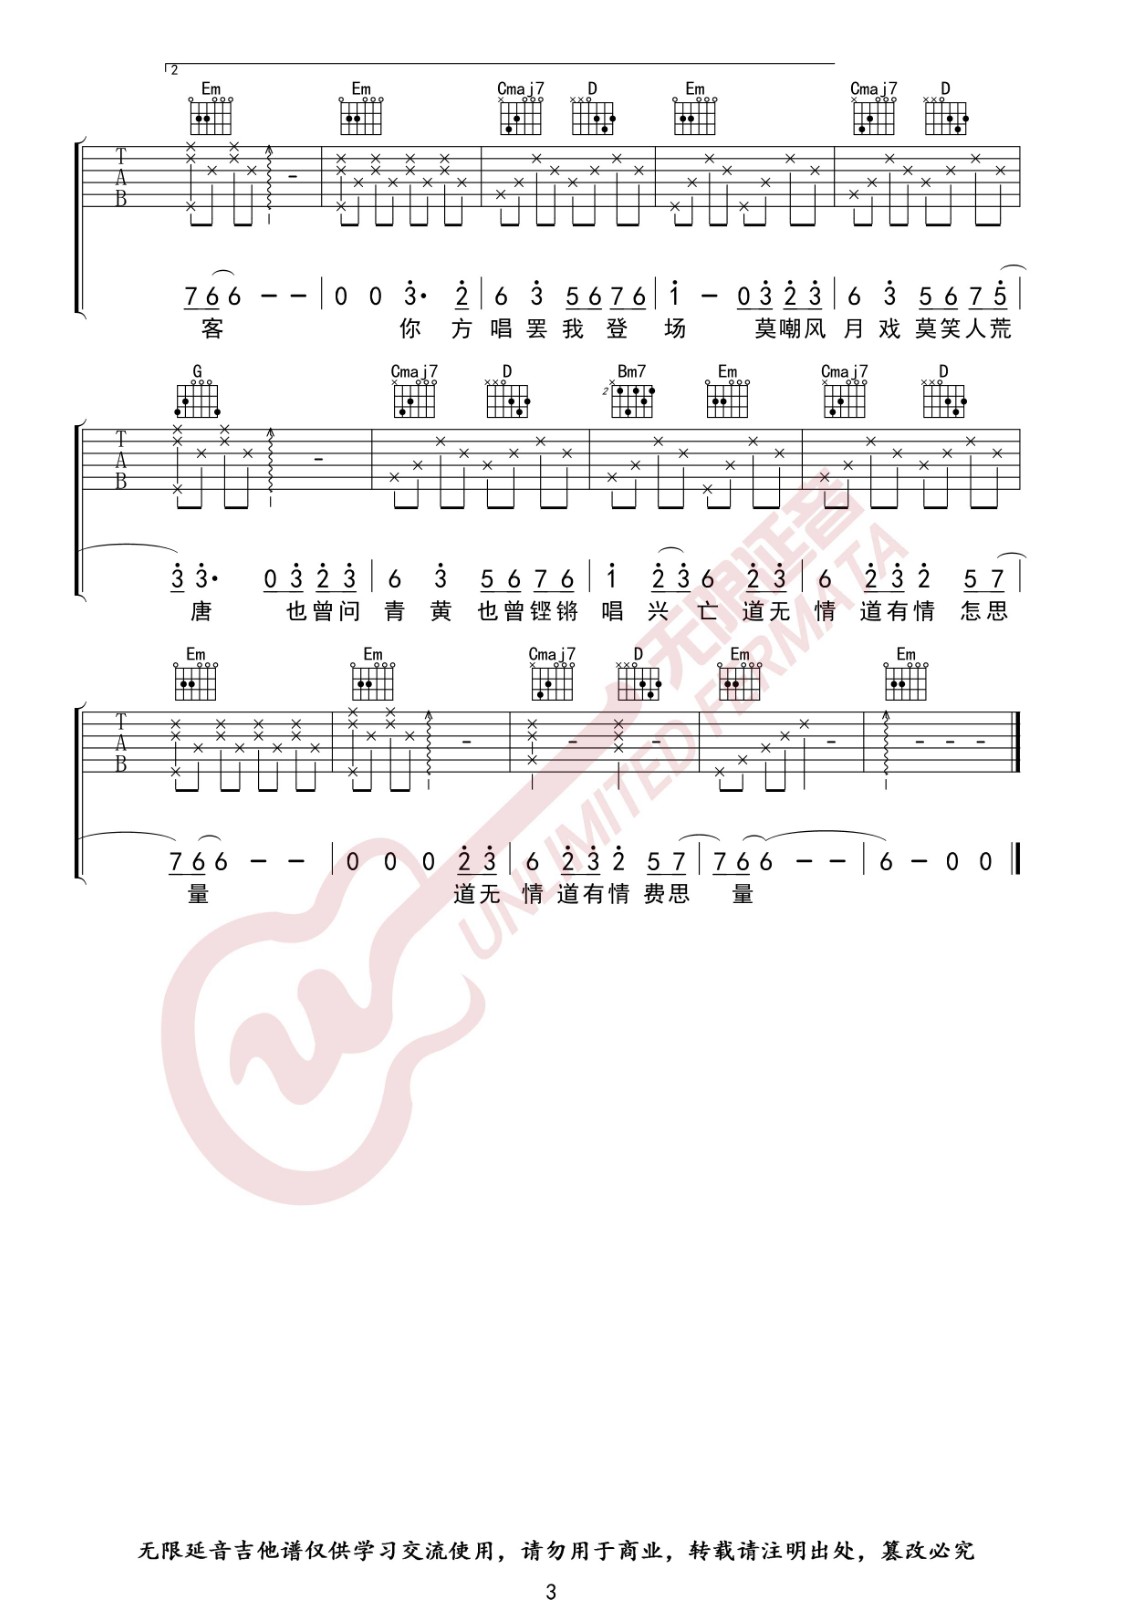 2
Em Em Cmaj7 D Em Cmaj7 D
T
A
B
7 6 6 – – | 0 0 3· 2 | 6 3 5 6 7 6 | 1 – 0 3 2 3 | 6 3 5 6 7 5 |
客 你 方 唱 罢 我 登 场 莫嘲风 月 戏 莫笑人荒
G Cmaj7 D Bm7 Em Cmaj7 D
2
T
A
B
3 3· 0 3 2 3 | 6 3 5 6 7 6 | 1 2 3 6 2 3 | 6 2 3 2 5 7 |
唐 也曾问 青 黄 也曾铿锵 唱 兴 亡 道无 情 道有情 怎思
Em Em Cmaj7 D Em Em
T
A
B
7 6 6 – – | 0 0 0 2 3 | 6 2 3 2 5 7 | 7 6 6 – – | 6 – 0 0
量 道无 情 道有情 费思 量
无限延音
UNLIMITED FERMATA
无限延音吉他谱仅供学习交流使用，请勿用于商业，转载请注明出处，篡改必究
3